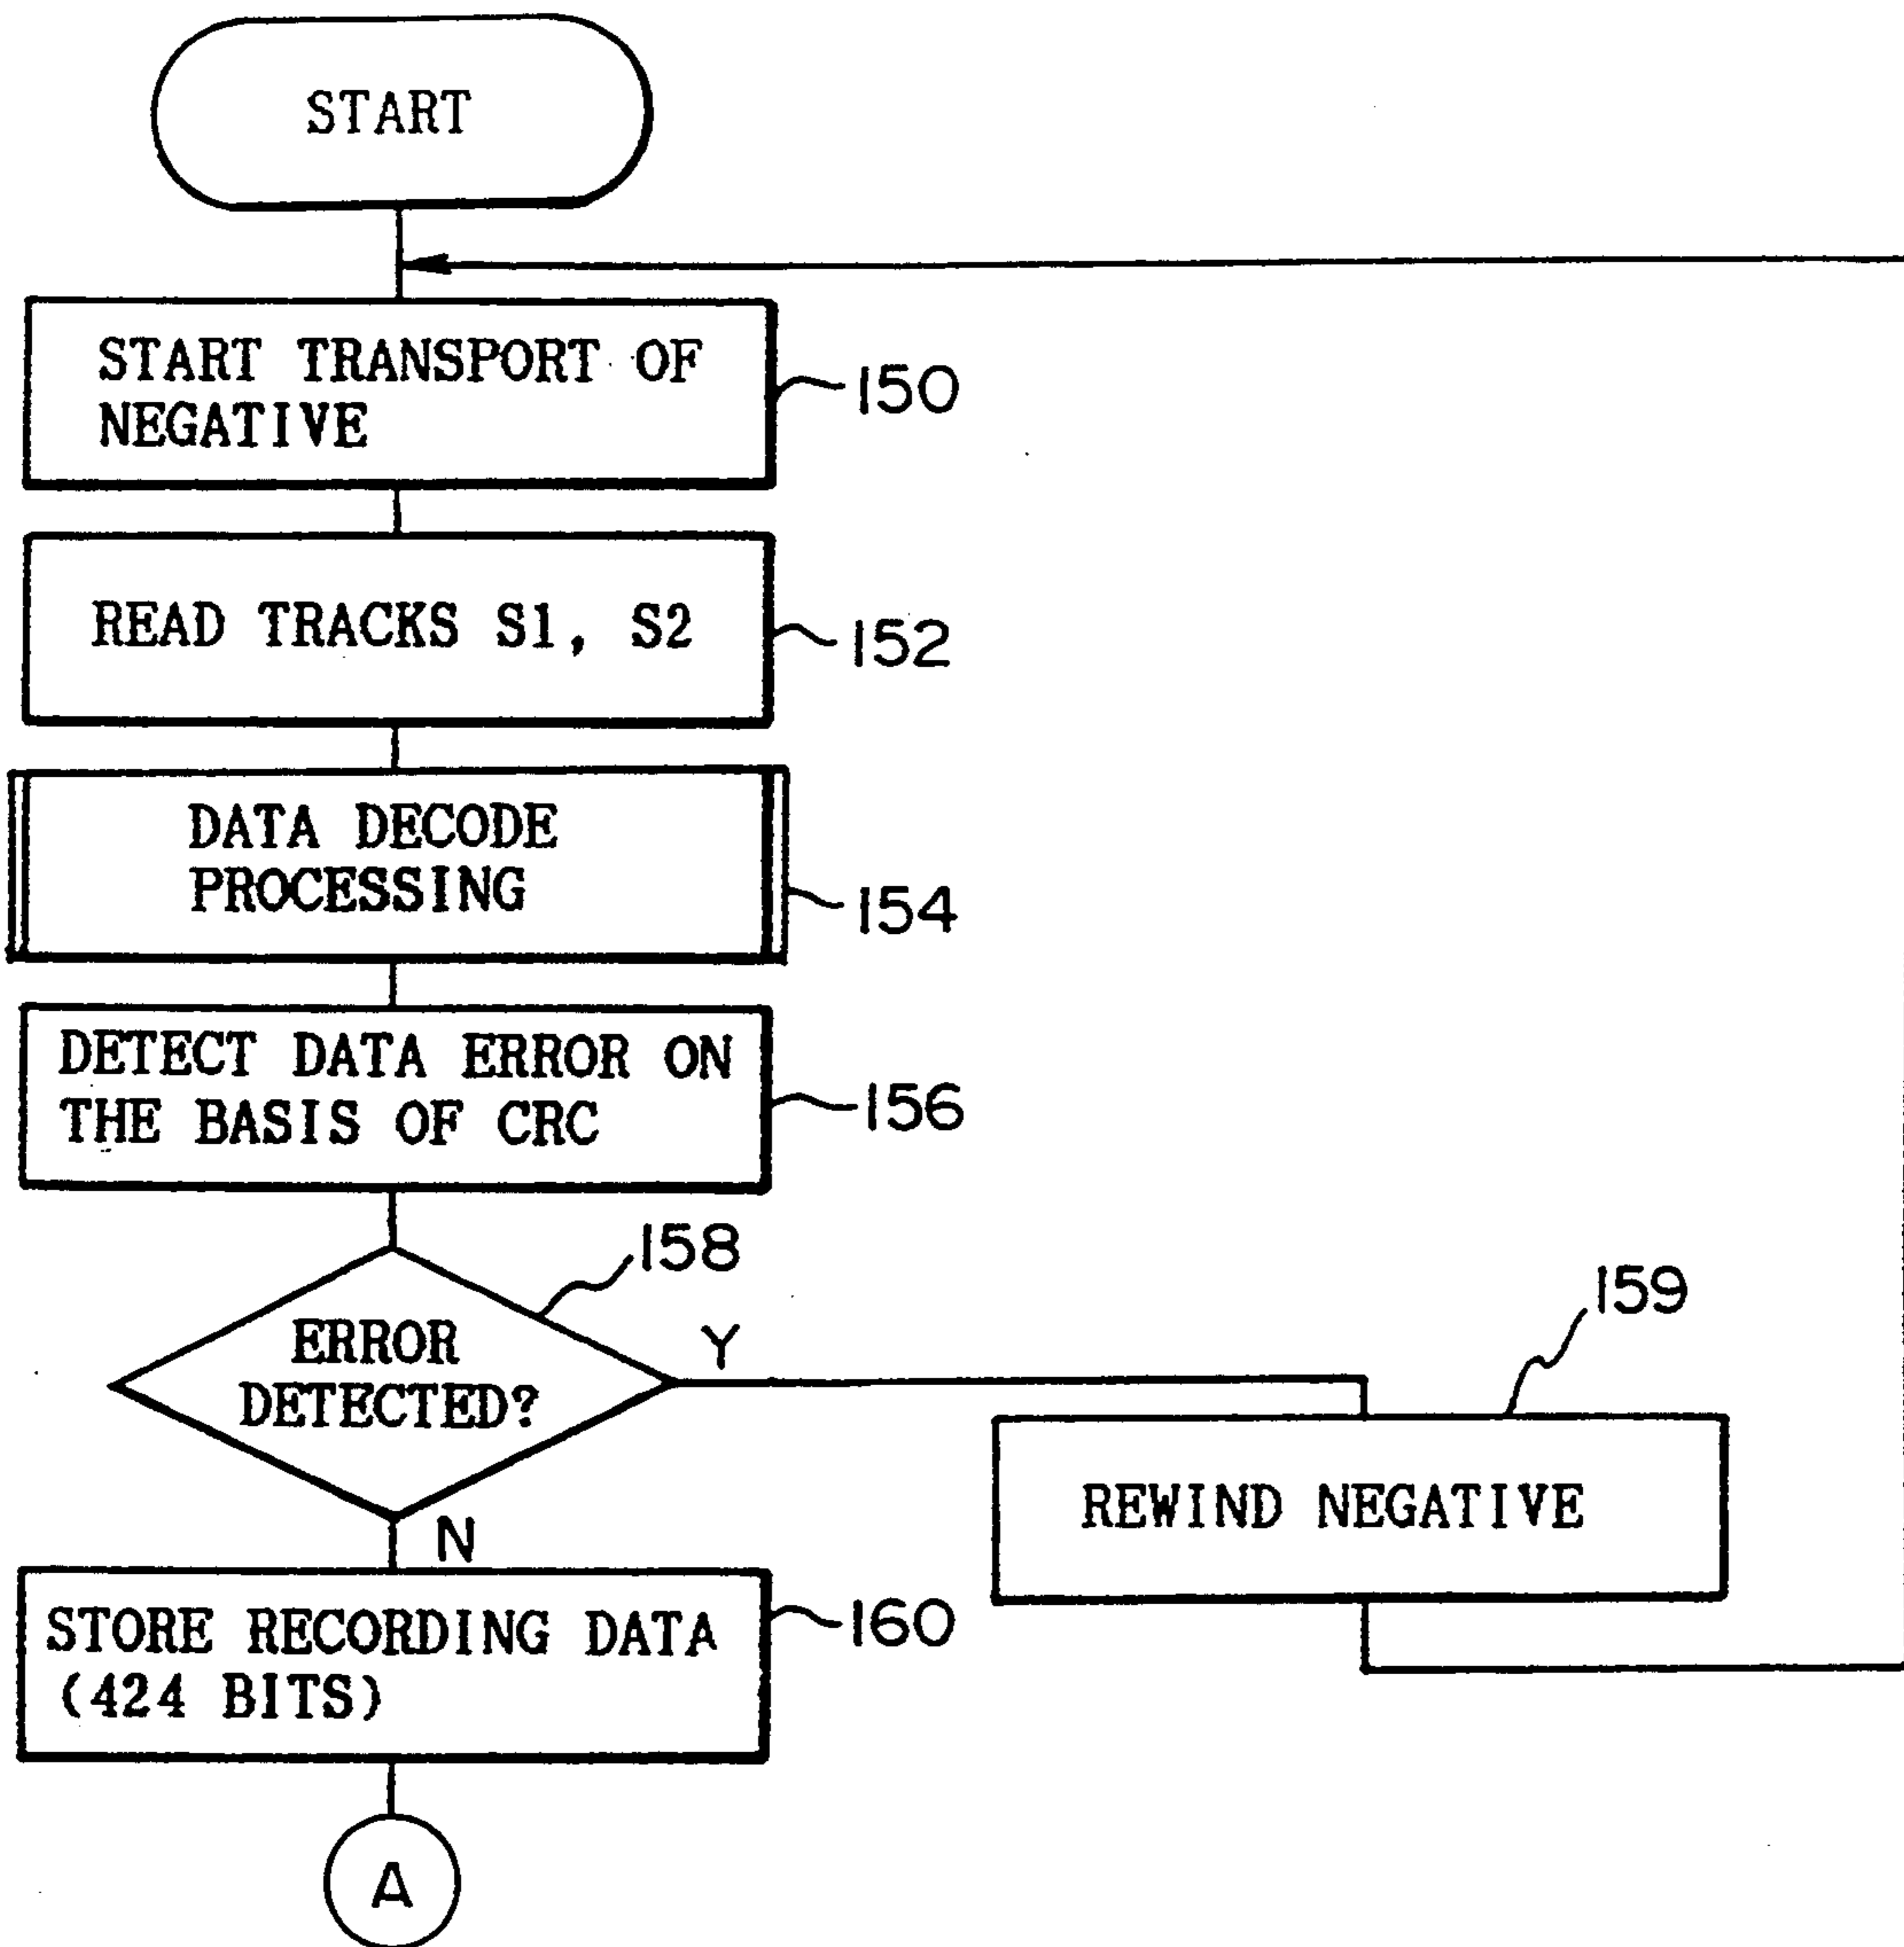 START
START TRANSPORT OF
NEGATIVE
150
READ TRACKS S1, S2
152
DATA DECODE
PROCESSING
154
DETECT DATA ERROR ON
THE BASIS OF CRC
156
158
ERROR
DETECTED?
Y
N
159
REWIND NEGATIVE
STORE RECORDING DATA
(424 BITS)
160
A